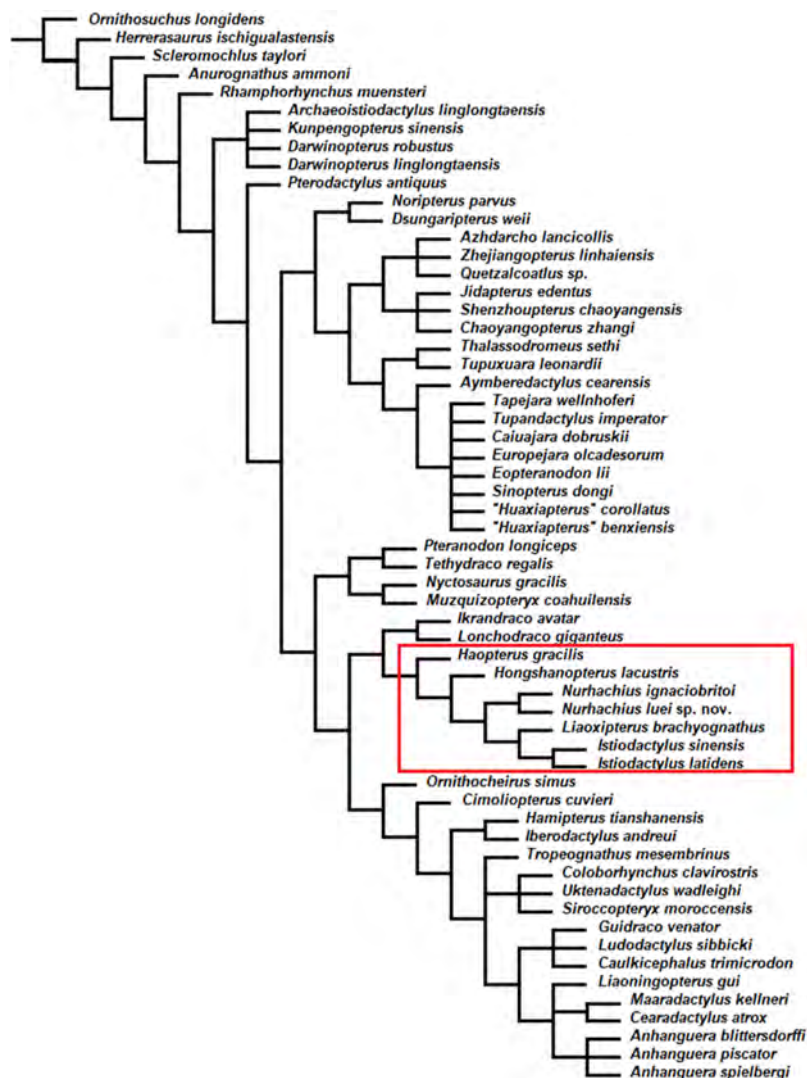 Ornithosuchus longidens
Herrerasaurus ischigualastensis
Scleromochlus taylori
Anurognathus ammoni
Rhamphorhynchus muensteri
Archaeoistiodactylus linglongtaensis
Kunpengopterus sinensis
Darwinopterus robustus
Darwinopterus linglongtaensis
Pterodactylus antiquus
Noripterus parvus
Dsungaripterus weii
Azhdarcho lancicollis
Zhejiangopterus linhaiensis
Quetzalcoatlus sp.
Jidapterus edentus
Shenzhoupterus chaoyangensis
Chaoyangopterus zhangi
Thalassodromeus sethi
Tupuxuara leonardii
Aymberedactylus cearensis
Tapejara wellnhoferi
Tupandactylus imperator
Caiuajara dobruskii
Europejara olcadesorum
Eopteranodon lii
Sinopterus dongi
"Huaxiapterus" corollatus
"Huaxiapterus" benxiensis
Pteranodon longiceps
Tethydraco regalis
Nyctosaurus gracilis
Muzquizopteryx coahuilensis
Ikrandraco avatar
Lonchodraco giganteus
Haopterus gracilis
Hongshanopterus lacustris
Nurhachius ignaciobritoi
Nurhachius luei sp. nov.
Liaoxipterus brachyognathus
Istiodactylus sinensis
Istiodactylus latidens
Ornithocheirus simus
Cimoliopterus cuvieri
Hamipterus tianshanensis
Iberodactylus andreui
Tropeognathus mesembrinus
Coloborhynchus clavirostris
Uktenadactylus wadleighi
Siroccopteryx moroccensis
Guidraco venator
Ludodactylus sibbicki
Caulkicephalus trimicrodon
Liaoningopterus gui
Maaradactylus kellneri
Cearadactylus atrox
Anhanguera blittersdorffi
Anhanguera piscator
Anhanguera spielbergi